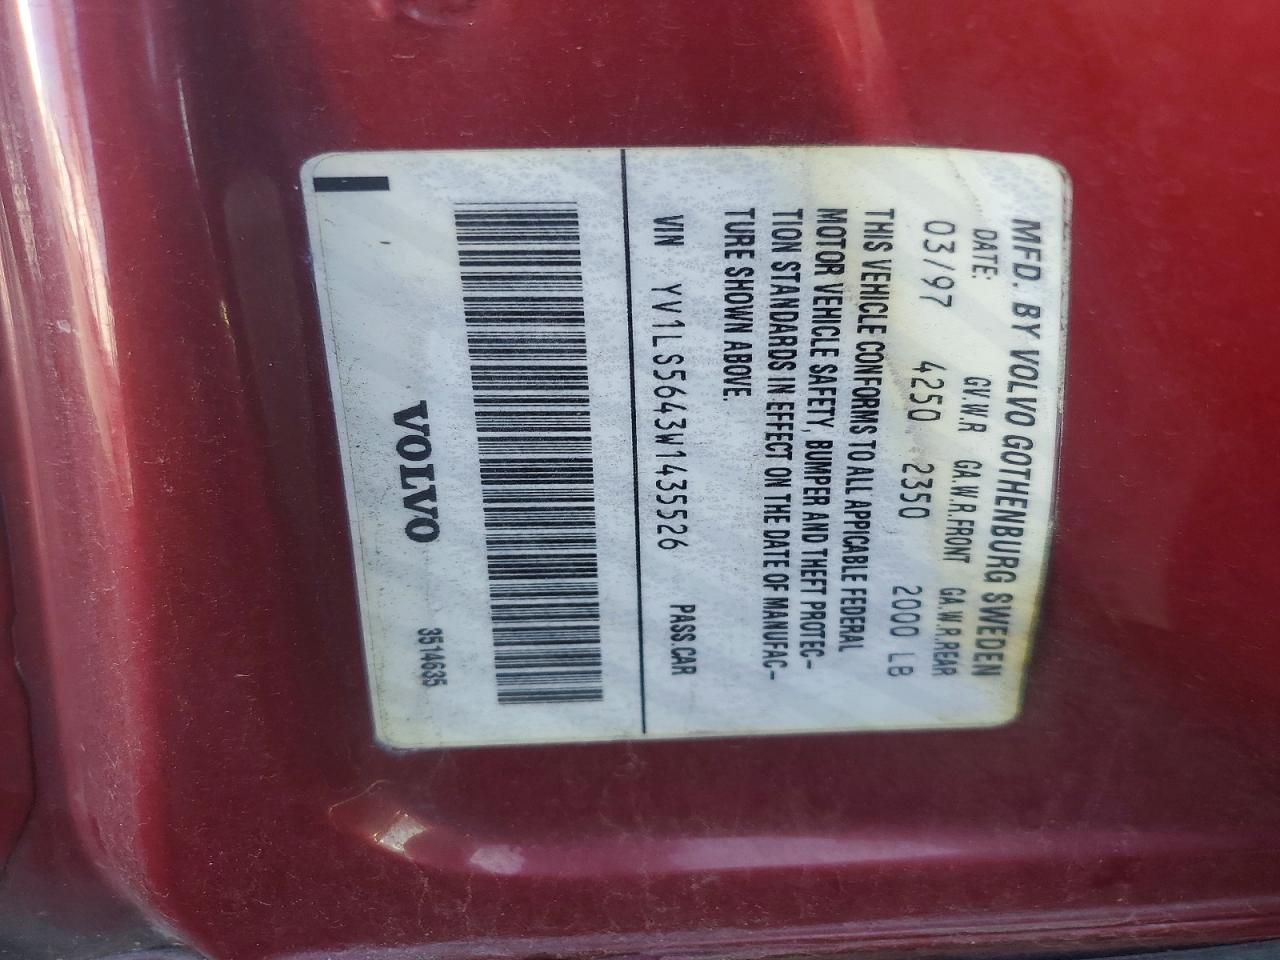 MFD. BY VOLVO GOTHENBURG SWEDEN
DATE: GV.W.R GA.W.R.FRONT GA.W.R.REAR
03/97 4250 2350 2000 LB
THIS VEHICLE CONFORMS TO ALL APPICABLE FEDERAL
MOTOR VEHICLE SAFETY, BUMPER AND THEFT PROTEC-
TION STANDARDS IN EFFECT ON THE DATE OF MANUFAC-
TURE SHOWN ABOVE.
VIN YV1LS5643W1435526 PASS.CAR
VOLVO 3514635